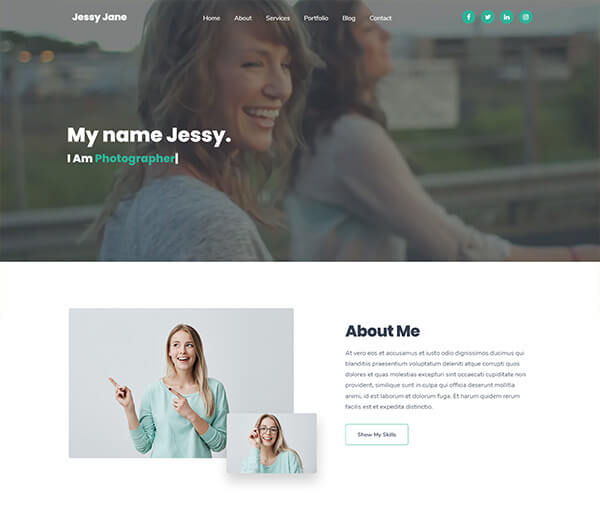 Jessy Jane Home About Services Portfolio Blog Contact
My name Jessy.
I Am Photographer|
About Me
At vero eos et accusamus et iusto odio dignissimos ducimus qui
blanditiis praesentium voluptatum deleniti atque corrupti quos
dolores et quas molestias excepturi sint occaecati cupiditate non
provident, similique sunt in culpa qui officia deserunt mollitia
animi, id est laborum et dolorum fuga. Et harum quidem rerum
facilis est et expedita distinctio.
Show My Skills